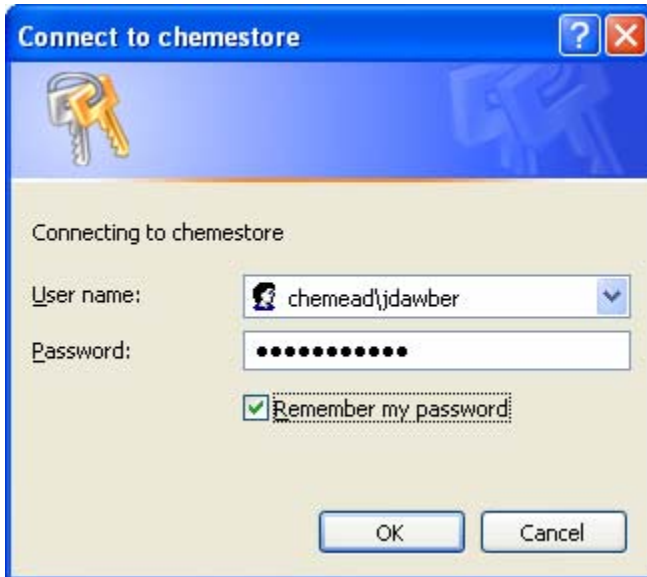 Connect to chemestore
Connecting to chemestore
User name: chemead\jdawber
Password: •••••••••••
Remember my password
OK Cancel